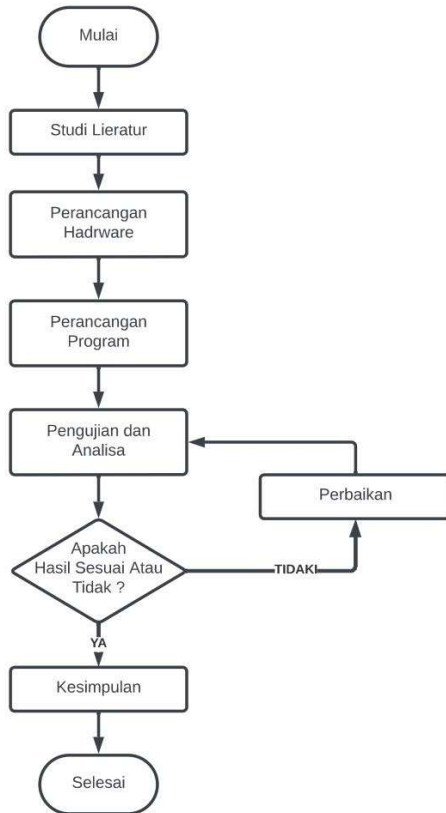 Mulai
Studi Lieratur
Perancangan
Hadrware
Perancangan
Program
Pengujian dan
Analisa
Perbaikan
Apakah
Hasil Sesuai Atau
Tidak ?
TIDAKI
YA
Kesimpulan
Selesai